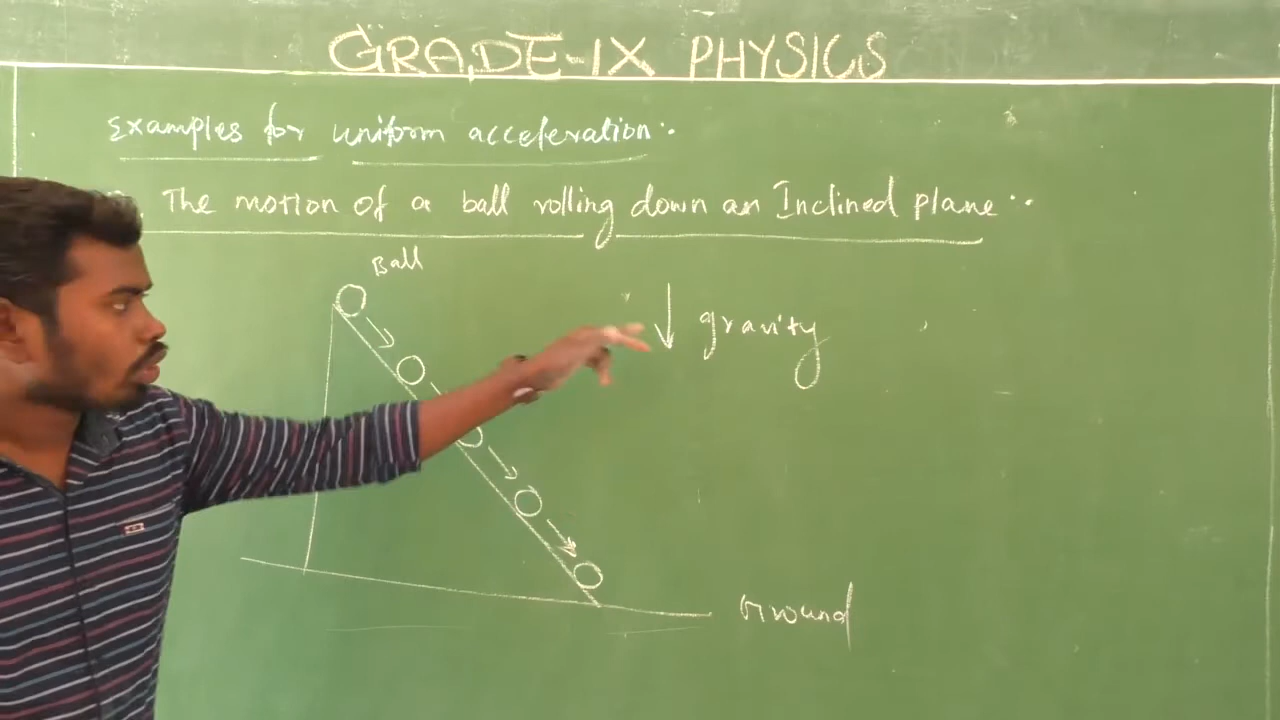 GRADE-IX PHYSICS
Examples for uniform acceleration:-
The motion of a ball rolling down an Inclined plane:-
Ball
gravity
Ground